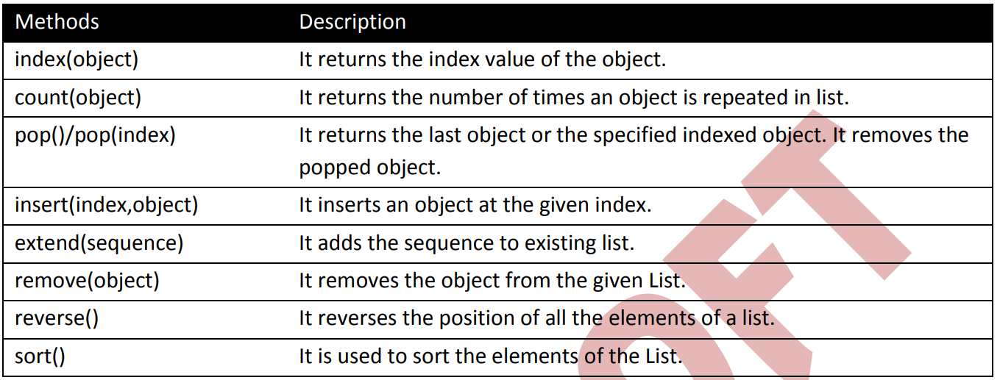 Methods Description
index(object) It returns the index value of the object.
count(object) It returns the number of times an object is repeated in list.
pop()/pop(index) It returns the last object or the specified indexed object. It removes the
popped object.
insert(index,object) It inserts an object at the given index.
extend(sequence) It adds the sequence to existing list.
remove(object) It removes the object from the given List.
reverse() It reverses the position of all the elements of a list.
sort() It is used to sort the elements of the List.
OFT